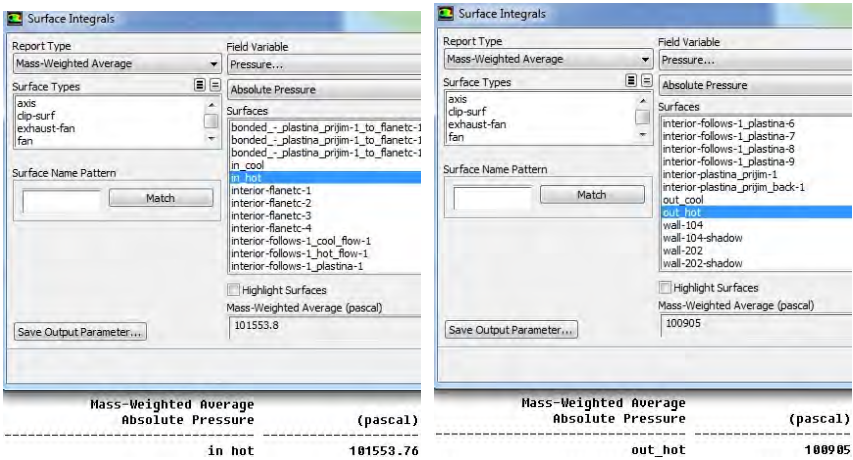 Surface Integrals
Report Type
Field Variable
Mass-Weighted Average
Pressure...
Surface Types
Absolute Pressure
axis
clip-surf
exhaust-fan
fan
Surfaces
bonded_-_plastina_prijim-1_to_flanetc-1
bonded_-_plastina_prijim-1_to_flanetc-1
bonded_-_plastina_prijim-1_to_flanetc-1
in_cool
in_hot
interior-flanetc-1
interior-flanetc-2
interior-flanetc-3
interior-flanetc-4
interior-follows-1_cool_flow-1
interior-follows-1_hot_flow-1
interior-follows-1_plastina-1
Surface Name Pattern
Match
Highlight Surfaces
Mass-Weighted Average (pascal)
101553.8
Save Output Parameter...
Mass-Weighted Average
Absolute Pressure (pascal)
in hot 101553.76
Surface Integrals
Report Type
Field Variable
Mass-Weighted Average
Pressure...
Surface Types
Absolute Pressure
axis
clip-surf
exhaust-fan
fan
Surfaces
interior-follows-1_plastina-6
interior-follows-1_plastina-7
interior-follows-1_plastina-8
interior-follows-1_plastina-9
interior-plastina_prijim-1
interior-plastina_prijim_back-1
out_cool
out_hot
wall-104
wall-104-shadow
wall-202
wall-202-shadow
Surface Name Pattern
Match
Highlight Surfaces
Mass-Weighted Average (pascal)
100905
Save Output Parameter...
Mass-Weighted Average
Absolute Pressure (pascal)
out_hot 100905